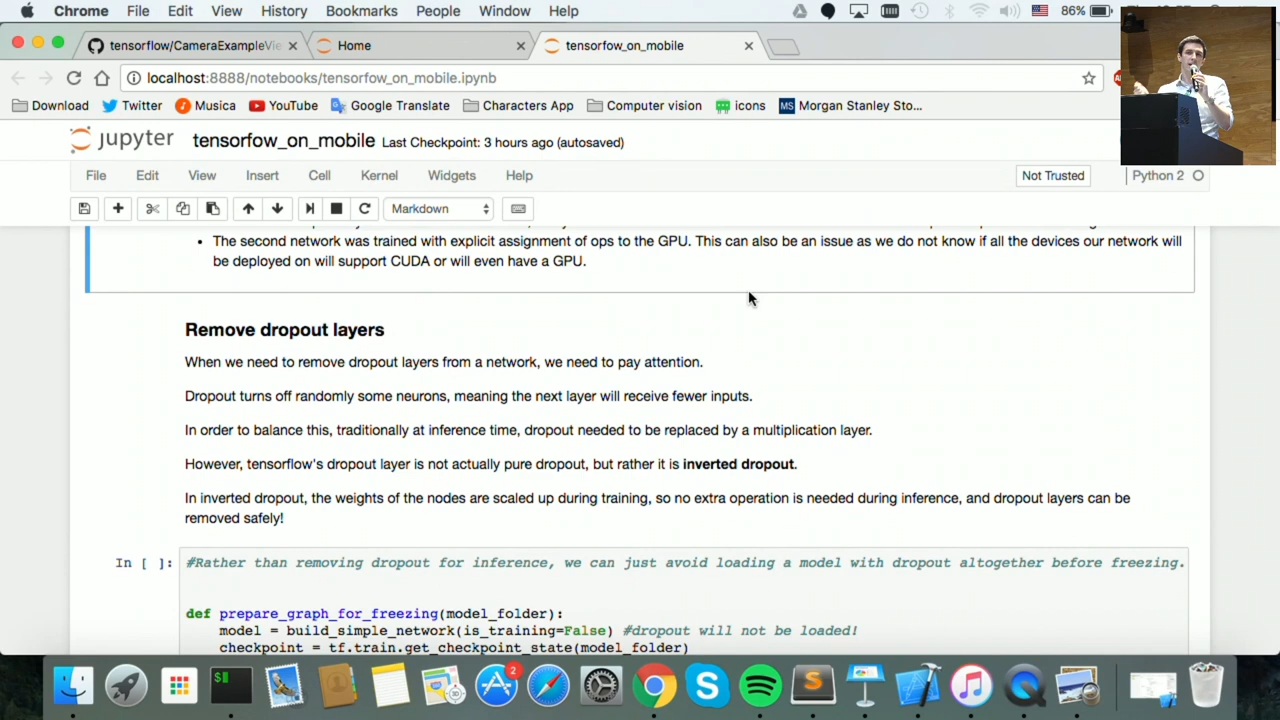 Chrome File Edit View History Bookmarks People Window Help 86%
tensorflow/CameraExampleVie
Home
tensorfow_on_mobile
localhost:8888/notebooks/tensorfow_on_mobile.ipynb
Download Twitter Musica YouTube Google Translate Characters App Computer vision icons MS Morgan Stanley Sto...
jupyter tensorfow_on_mobile Last Checkpoint: 3 hours ago (autosaved)
File Edit View Insert Cell Kernel Widgets Help Not Trusted Python 2
Markdown
• The second network was trained with explicit assignment of ops to the GPU. This can also be an issue as we do not know if all the devices our network will
be deployed on will support CUDA or will even have a GPU.
Remove dropout layers
When we need to remove dropout layers from a network, we need to pay attention.
Dropout turns off randomly some neurons, meaning the next layer will receive fewer inputs.
In order to balance this, traditionally at inference time, dropout needed to be replaced by a multiplication layer.
However, tensorflow's dropout layer is not actually pure dropout, but rather it is inverted dropout.
In inverted dropout, the weights of the nodes are scaled up during training, so no extra operation is needed during inference, and dropout layers can be
removed safely!
In [ ]: #Rather than removing dropout for inference, we can just avoid loading a model with dropout altogether before freezing.
def prepare_graph_for_freezing(model_folder):
model = build_simple_network(is_training=False) #dropout will not be loaded!
checkpoint = tf.train.get_checkpoint_state(model_folder)
2